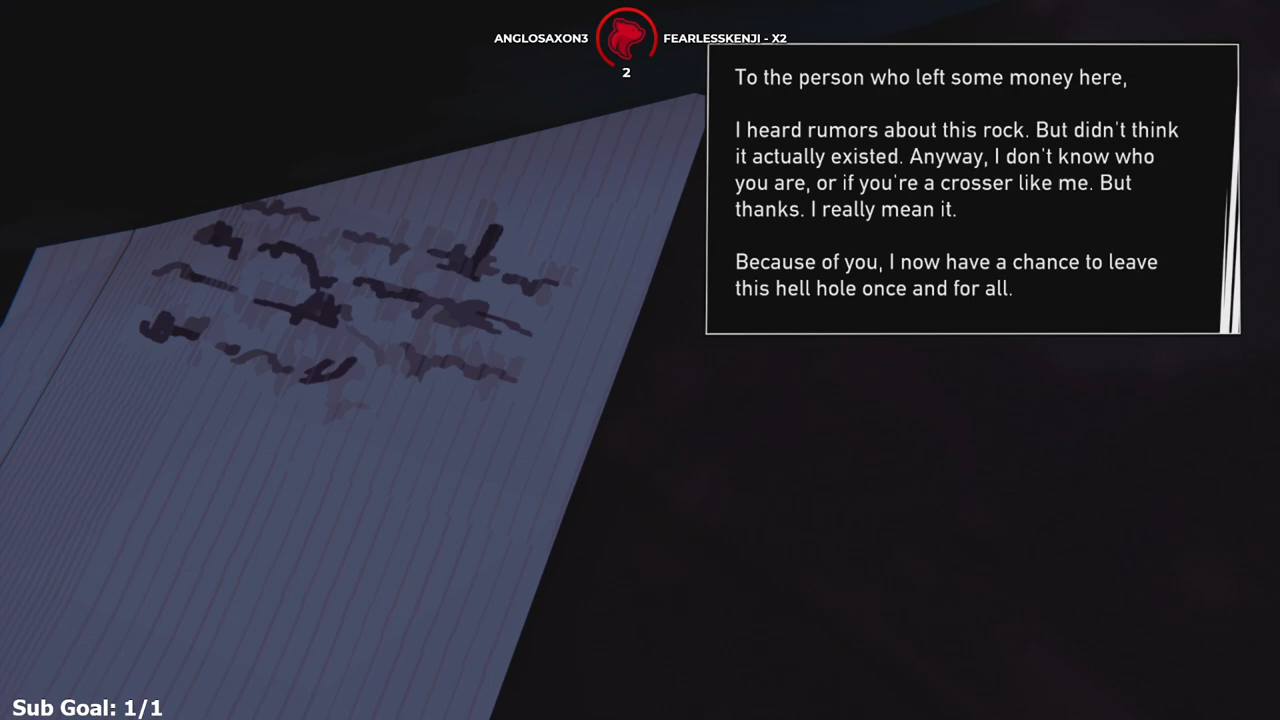 ANGLOSAXON3
FEARLESSKENJI - X2
2
To the person who left some money here,
I heard rumors about this rock. But didn't think
it actually existed. Anyway, I don't know who
you are, or if you're a crosser like me. But
thanks. I really mean it.
Because of you, I now have a chance to leave
this hell hole once and for all.
Sub Goal: 1/1